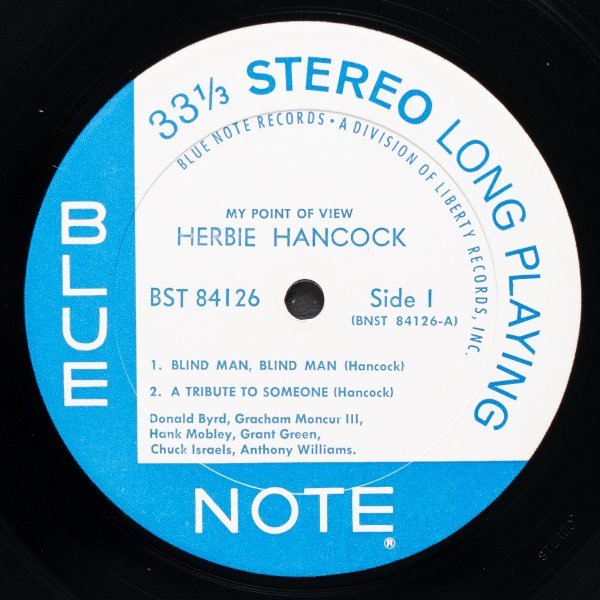 33⅓ STEREO LONG PLAYING
BLUE NOTE RECORDS • A DIVISION OF LIBERTY RECORDS, INC.
MY POINT OF VIEW
HERBIE HANCOCK
BST 84126
Side 1
(BNST 84126-A)
1. BLIND MAN, BLIND MAN (Hancock)
2. A TRIBUTE TO SOMEONE (Hancock)
Donald Byrd, Gracham Moncur III,
Hank Mobley, Grant Green,
Chuck Israels, Anthony Williams.
BLUE
NOTE
®
STEREO